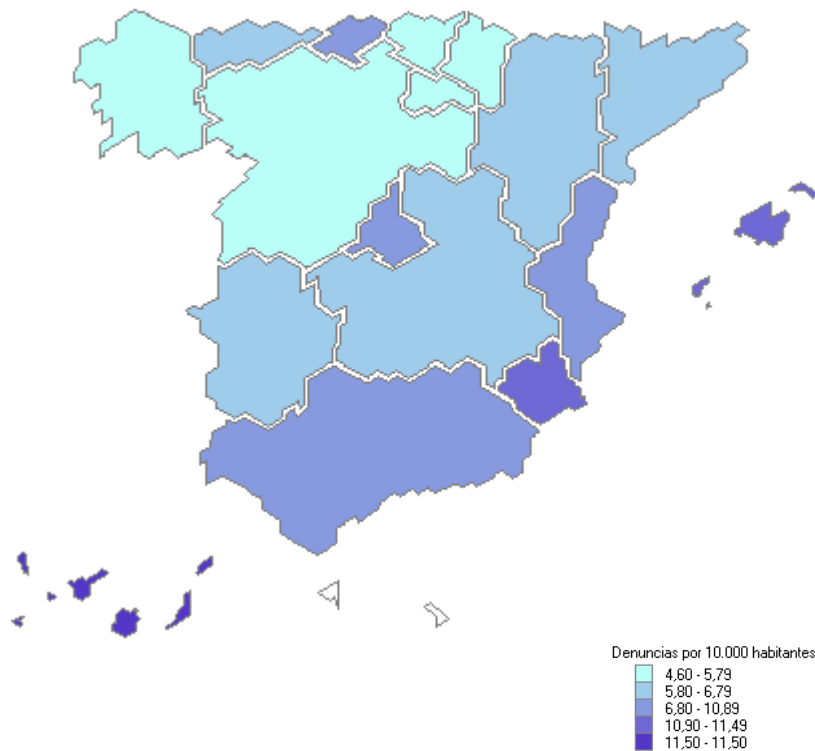 Denuncias por 10.000 habitantes
4,60 - 5,79
5,80 - 6,79
6,80 - 10,89
10,90 - 11,49
11,50 - 11,50